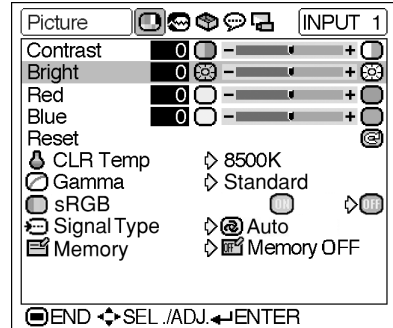 Picture INPUT 1
Contrast 0 - +
Bright 0 - +
Red 0 - +
Blue 0 - +
Reset
CLR Temp 8500K
Gamma Standard
sRGB ON OFF
Signal Type Auto
Memory OFF Memory OFF
END SEL ./ADJ. ENTER